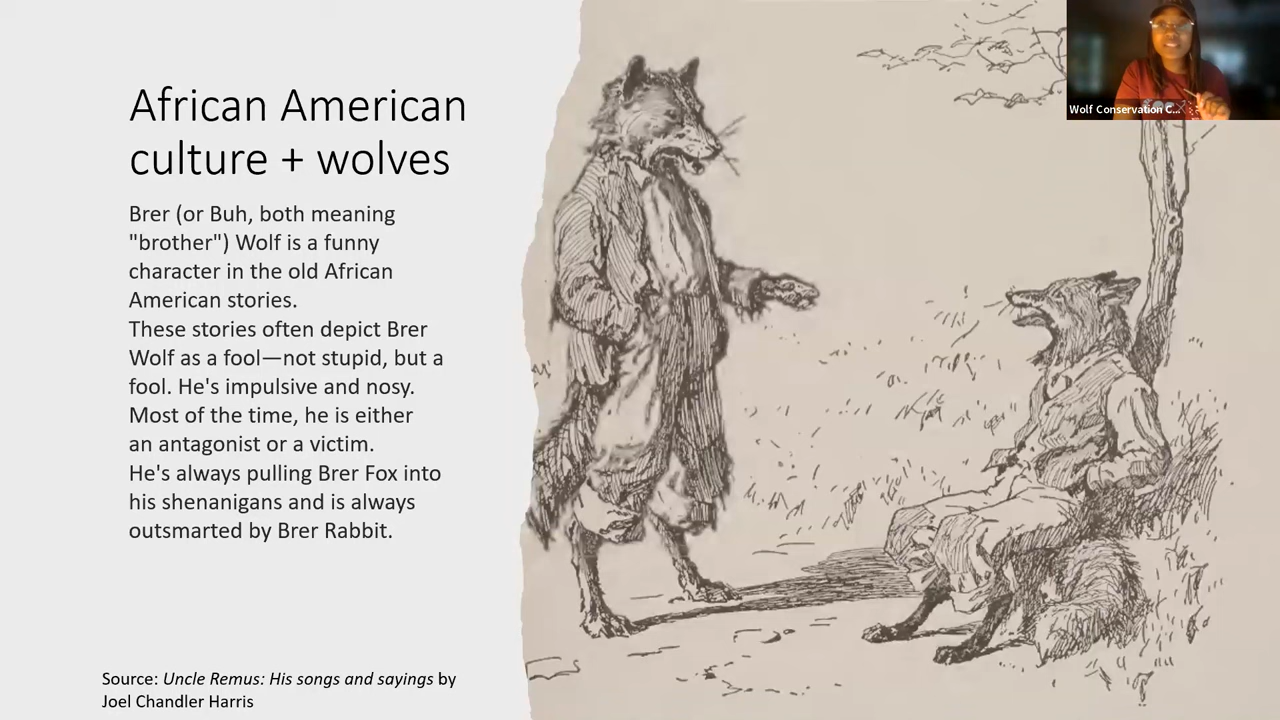 African American
culture + wolves
Brer (or Buh, both meaning
"brother") Wolf is a funny
character in the old African
American stories.
These stories often depict Brer
Wolf as a fool—not stupid, but a
fool. He's impulsive and nosy.
Most of the time, he is either
an antagonist or a victim.
He's always pulling Brer Fox into
his shenanigans and is always
outsmarted by Brer Rabbit.
Source: Uncle Remus: His songs and sayings by
Joel Chandler Harris
Wolf Conservation C...